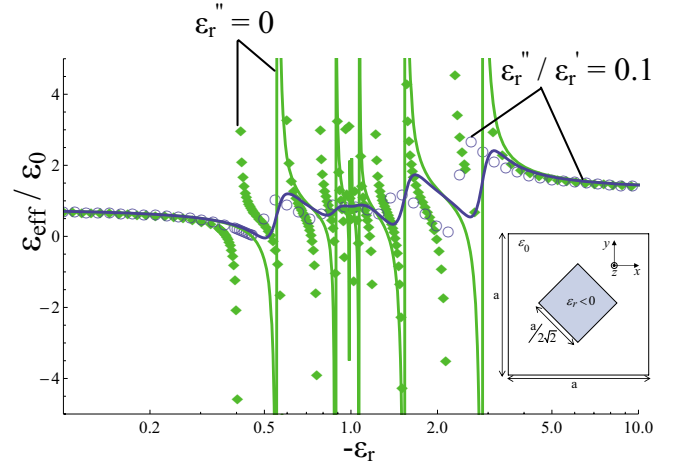 εᵣ" = 0
εᵣ" / εᵣ' = 0.1
4
2
0
−2
−4
ε_eff / ε₀
0.2 0.5 1.0 2.0 5.0 10.0
-εᵣ
ε₀
y
z
x
a
εᵣ < 0
a/2√2
a